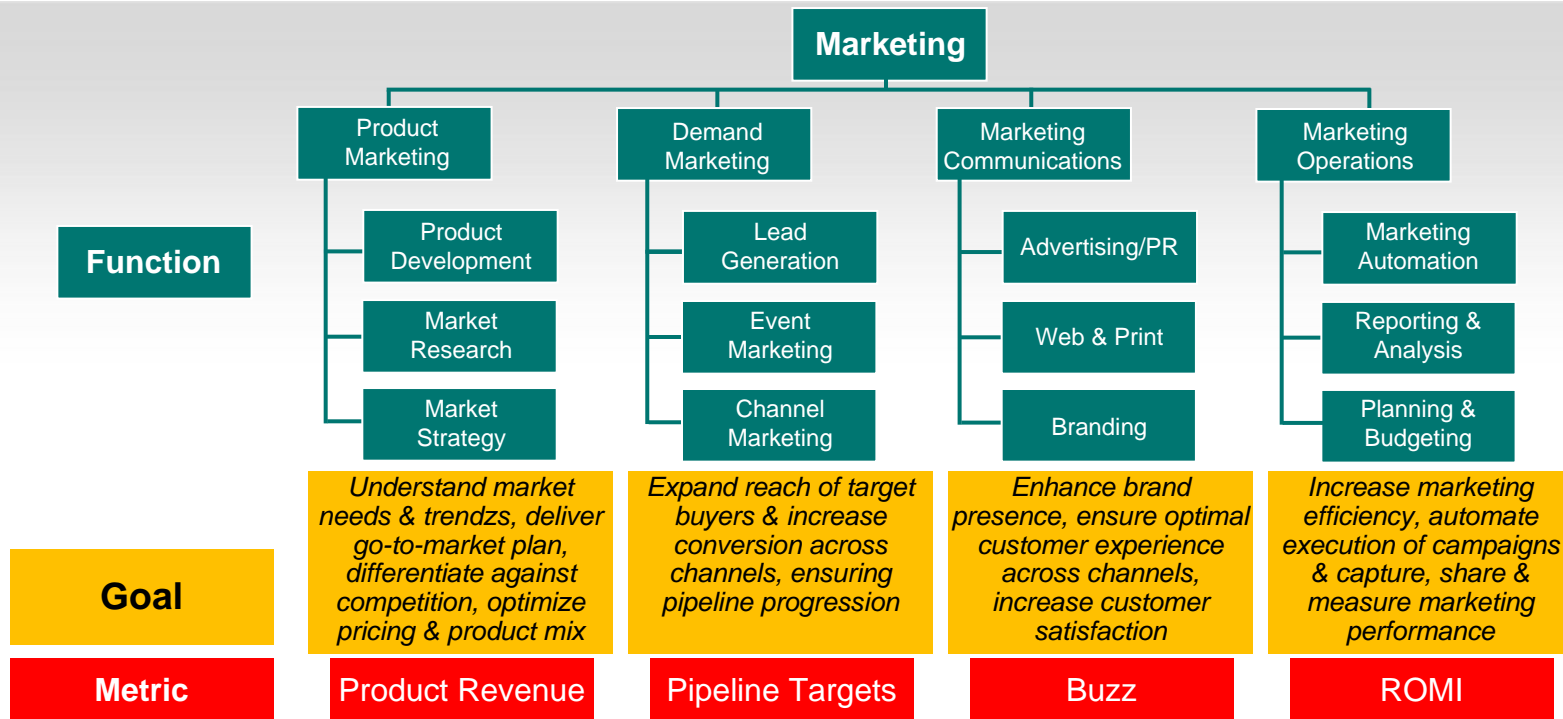 Marketing
Product
Marketing
Demand
Marketing
Marketing
Communications
Marketing
Operations
Function
Product
Development
Lead
Generation
Advertising/PR
Marketing
Automation
Market
Research
Event
Marketing
Web & Print
Reporting &
Analysis
Market
Strategy
Channel
Marketing
Branding
Planning &
Budgeting
Goal
Understand market
needs & trendzs, deliver
go-to-market plan,
differentiate against
competition, optimize
pricing & product mix
Expand reach of target
buyers & increase
conversion across
channels, ensuring
pipeline progression
Enhance brand
presence, ensure optimal
customer experience
across channels,
increase customer
satisfaction
Increase marketing
efficiency, automate
execution of campaigns
& capture, share &
measure marketing
performance
Metric
Product Revenue
Pipeline Targets
Buzz
ROMI